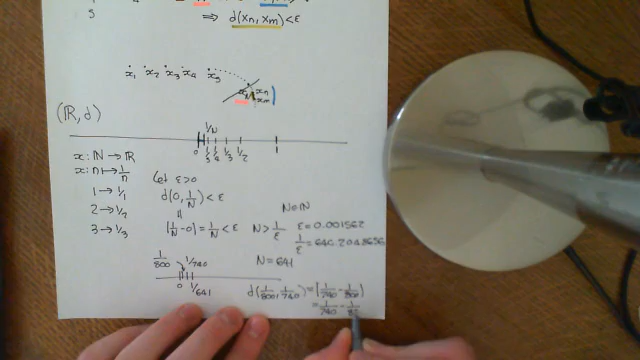 ⇒ d(xn, xm) < ε
x₁ x₂ x₃ x₄ x₅
xn
xm
(ℝ, d)
1/N
0 1/5 1/4 1/3 1/2 1
x: ℕ → ℝ
x: n ↦ 1/n
1 → 1/1
2 → 1/2
3 → 1/3
Let ε>0
d(0, 1/N) < ε
|1/N - 0| = 1/N < ε
N > 1/ε
N ∈ ℕ
ε = 0.001562
1/ε = 640.2048656
N = 641
1/800 1/740
0 1/641
d(1/800, 1/740) = |1/740 - 1/800|
= 1/740 - 1/80